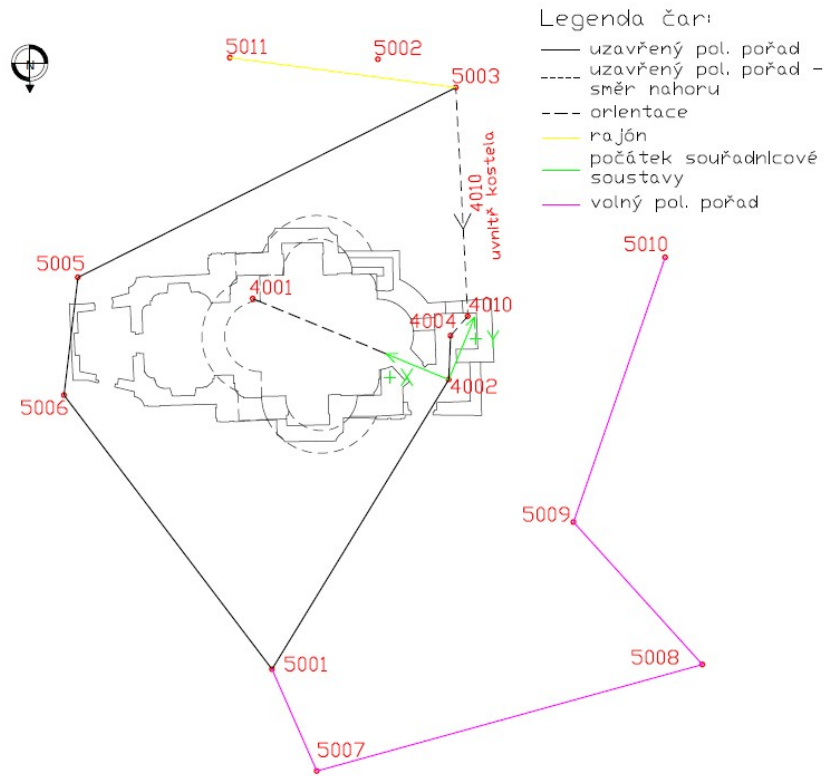 Legenda čar:
uzavřený pol. pořad
uzavřený pol. pořad -
směr nahoru
orientace
rajón
počátek souřadnicové
soustavy
volný pol. pořad
N
5011
5002
5003
4010
uvnitř kostela
5010
5005
4001
4010
4004
+Y
+X
4002
5006
5009
5001
5008
5007